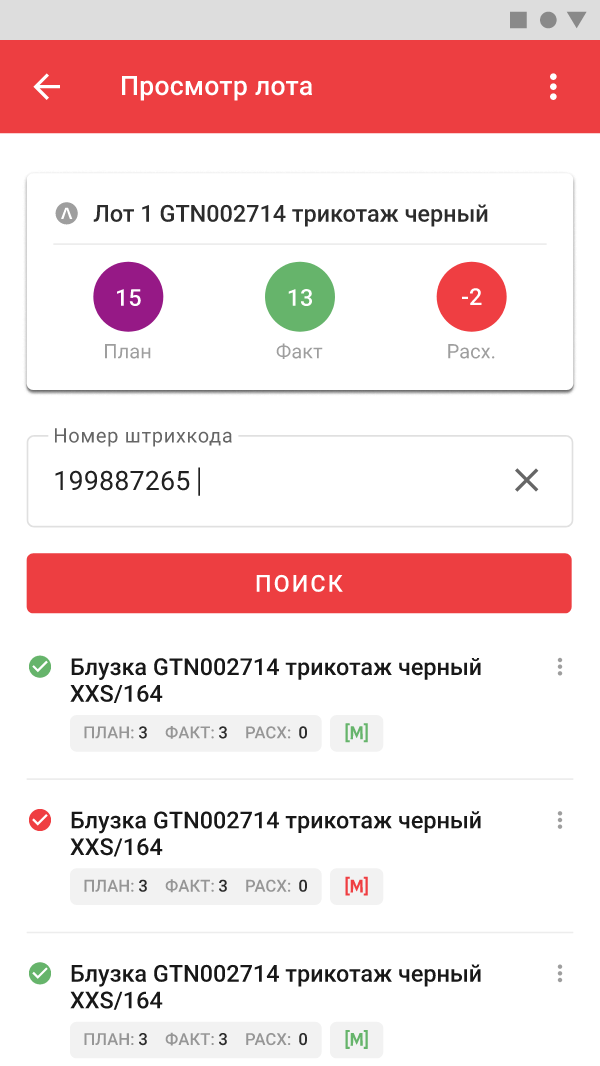 Просмотр лота
Лот 1 GTN002714 трикотаж черный
15 13 -2
План Факт Расх.
Номер штрихкода
199887265
ПОИСК
Блузка GTN002714 трикотаж черный
XXS/164
ПЛАН: 3 ФАКТ: 3 РАСХ: 0 [M]
Блузка GTN002714 трикотаж черный
XXS/164
ПЛАН: 3 ФАКТ: 3 РАСХ: 0 [M]
Блузка GTN002714 трикотаж черный
XXS/164
ПЛАН: 3 ФАКТ: 3 РАСХ: 0 [M]